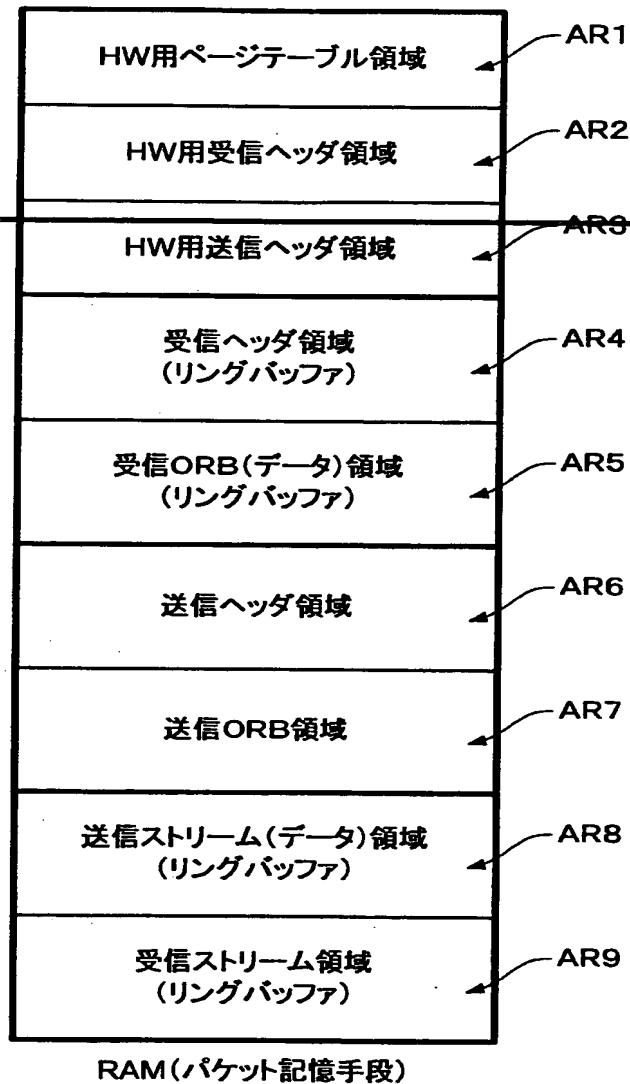 HW用ページテーブル領域
AR1
HW用受信ヘッダ領域
AR2
HW用送信ヘッダ領域
AR3
受信ヘッダ領域
(リングバッファ)
AR4
受信ORB(データ)領域
(リングバッファ)
AR5
送信ヘッダ領域
AR6
送信ORB領域
AR7
送信ストリーム(データ)領域
(リングバッファ)
AR8
受信ストリーム領域
(リングバッファ)
AR9
RAM(パケット記憶手段)